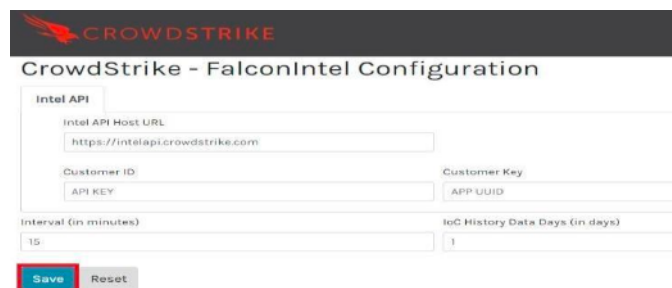 CROWDSTRIKE
CrowdStrike - FalconIntel Configuration
Intel API
Intel API Host URL
https://intelapi.crowdstrike.com
Customer ID Customer Key
API KEY APP UUID
Interval (in minutes) IoC History Data Days (in days)
15 1
Save Reset